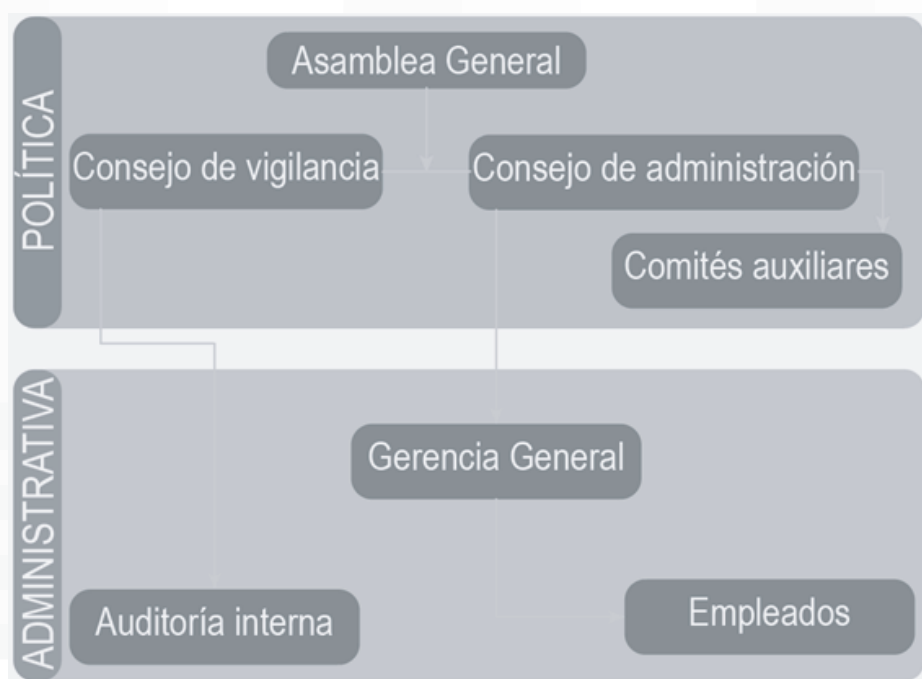 POLÍTICA
Asamblea General
Consejo de vigilancia
Consejo de administración
Comités auxiliares
ADMINISTRATIVA
Gerencia General
Auditoría interna
Empleados